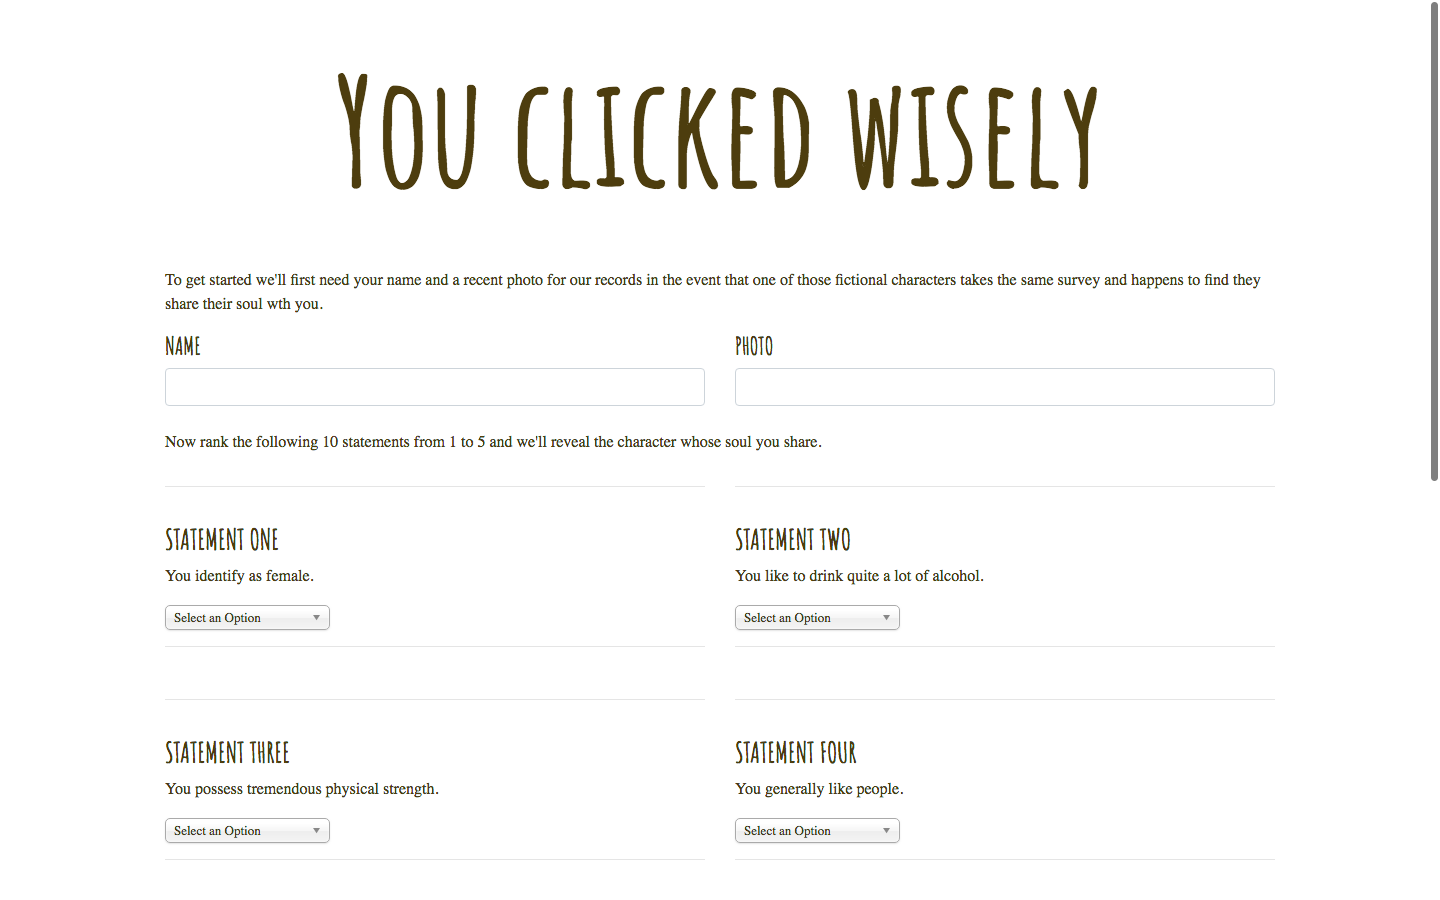 You clicked wisely
To get started we'll first need your name and a recent photo for our records in the event that one of those fictional characters takes the same survey and happens to find they
share their soul wth you.
Name
Photo
Now rank the following 10 statements from 1 to 5 and we'll reveal the character whose soul you share.
Statement One
Statement Two
You identify as female.
You like to drink quite a lot of alcohol.
Select an Option
Select an Option
Statement Three
Statement Four
You possess tremendous physical strength.
You generally like people.
Select an Option
Select an Option